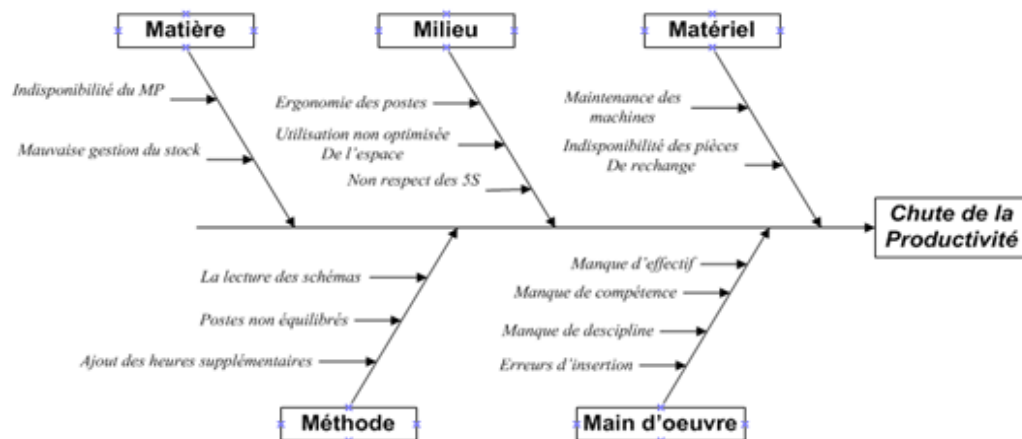 Matière
Milieu
Matériel
Indisponibilité du MP
Mauvaise gestion du stock
Ergonomie des postes
Utilisation non optimisée
De l'espace
Non respect des 5S
Maintenance des
machines
Indisponibilité des pièces
De rechange
Chute de la
Productivité
La lecture des schémas
Postes non équilibrés
Ajout des heures supplémentaires
Manque d'effectif
Manque de compétence
Manque de descipline
Erreurs d'insertion
Méthode
Main d'oeuvre